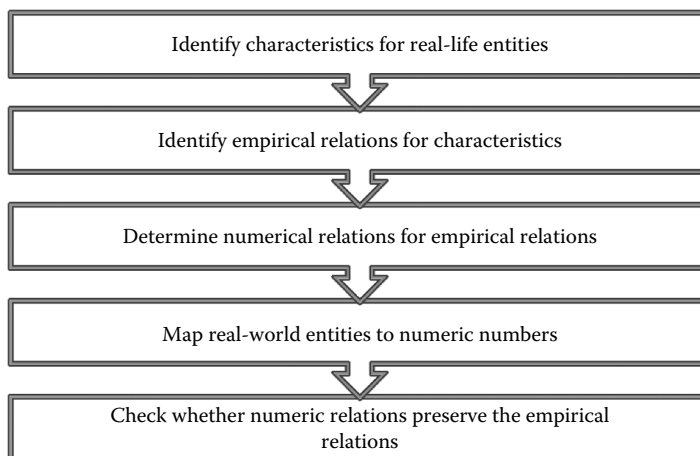 Identify characteristics for real-life entities
Identify empirical relations for characteristics
Determine numerical relations for empirical relations
Map real-world entities to numeric numbers
Check whether numeric relations preserve the empirical
relations